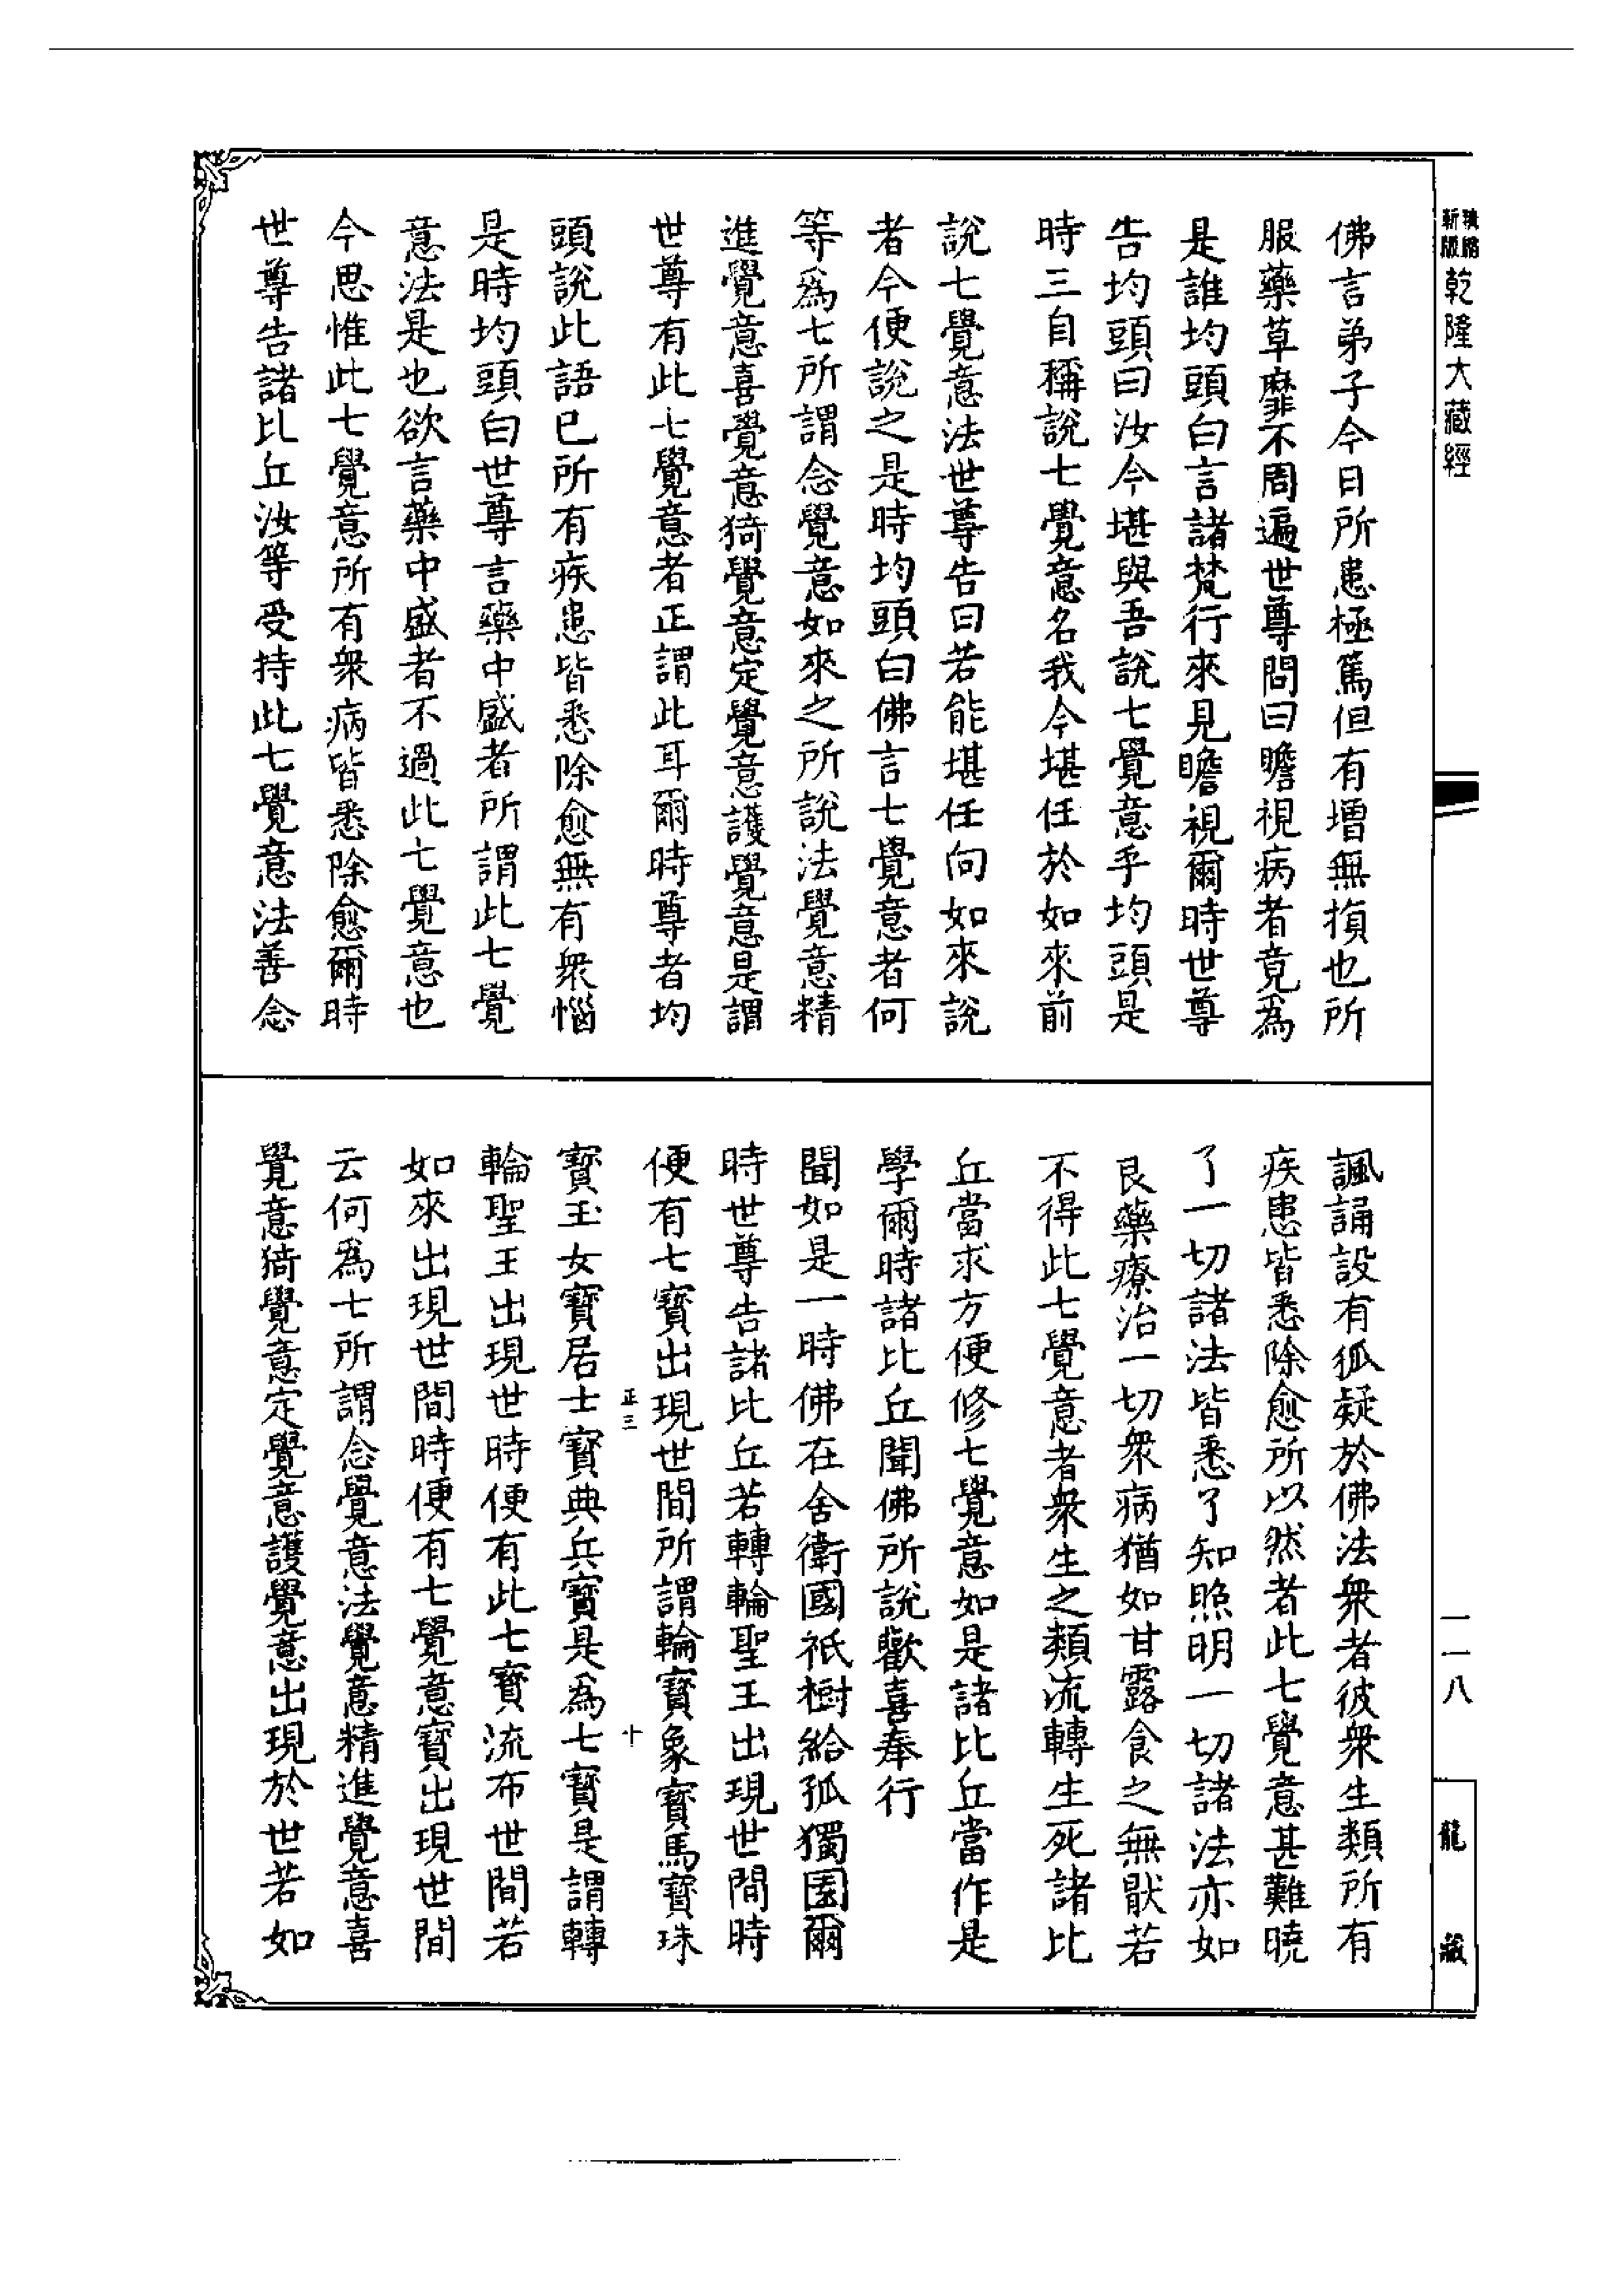 乾隆大藏經
佛言弟子今日所患極篤但有增無損也所
服藥草靡不周遍世尊問曰瞻視病者竟爲
是誰均頭白言諸梵行來見瞻視爾時世尊
告均頭曰汝今堪與吾說七覺意乎均頭是
時三自稱說七覺意名我今堪任於如來前
說七覺意法世尊告曰若能堪任向如來說
者今便說之是時均頭白佛言七覺意者何
等爲七所謂念覺意如來之所說法覺意精
進覺意喜覺意猗覺意定覺意護覺意是謂
世尊有此七覺意者正謂此耳爾時尊者均
頭說此語已所有疾患皆悉除愈無有衆惱
是時均頭白世尊言藥中盛者所謂此七覺
意法是也欲言藥中盛者不過此七覺意也
今思惟此七覺意所有衆病皆悉除愈爾時
世尊告諸比丘汝等受持此七覺意法善念
諷誦設有狐疑於佛法衆者彼衆生類所有
疾患皆悉除愈所以然者此七覺意甚難曉
了一切諸法皆悉了知照明一切諸法亦如
良藥療治一切衆病猶如甘露食之無猒若
不得此七覺意者衆生之類流轉生死諸比
丘當求方便修七覺意如是諸比丘當作是
學爾時諸比丘聞佛所說歡喜奉行
聞如是一時佛在舍衛國祇樹給孤獨園爾
時世尊告諸比丘若轉輪聖王出現世間時
便有七寶出現世間所謂輪寶象寶馬寶珠
正三 十
寶玉女寶居士寶典兵寶是爲七寶是謂轉
輪聖王出現世時便有此七寶流布世間若
如來出現世間時便有七覺意寶出現世間
云何爲七所謂念覺意法覺意精進覺意喜
覺意猗覺意定覺意護覺意出現於世若如
一一八
龍藏